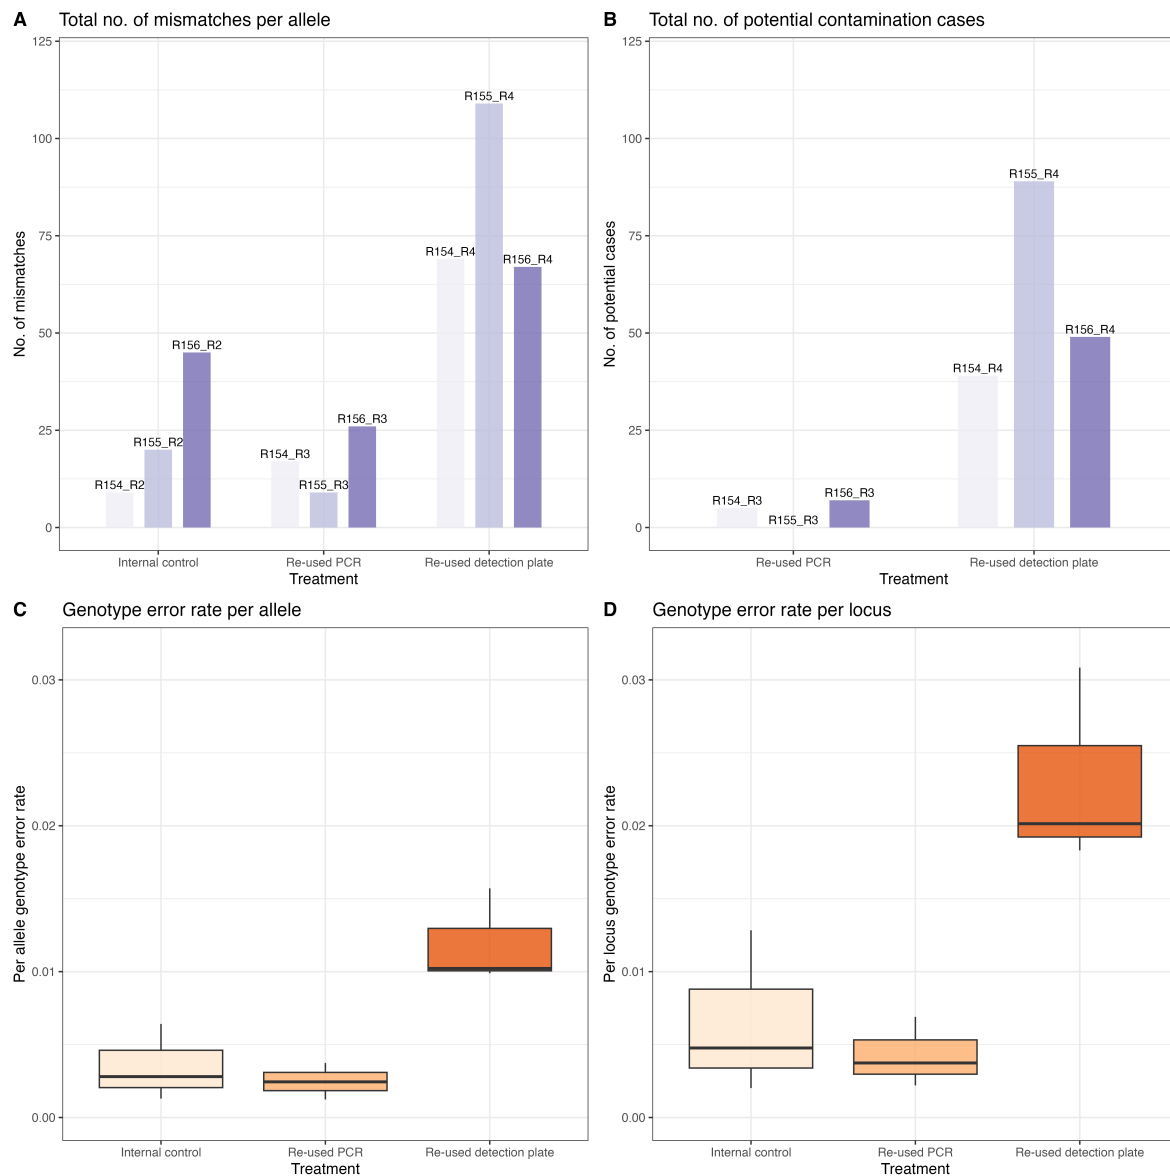 A Total no. of mismatches per allele
125
100
75
50
25
0
No. of mismatches
R154_R2
R155_R2
R156_R2
R154_R3
R155_R3
R156_R3
R154_R4
R155_R4
R156_R4
Internal control
Re-used PCR
Re-used detection plate
Treatment
B Total no. of potential contamination cases
125
100
75
50
25
0
No. of potential cases
R154_R3
R155_R3
R156_R3
R154_R4
R155_R4
R156_R4
Re-used PCR
Re-used detection plate
Treatment
C Genotype error rate per allele
0.03
0.02
0.01
0.00
Per allele genotype error rate
Internal control
Re-used PCR
Re-used detection plate
Treatment
D Genotype error rate per locus
0.03
0.02
0.01
0.00
Per locus genotype error rate
Internal control
Re-used PCR
Re-used detection plate
Treatment